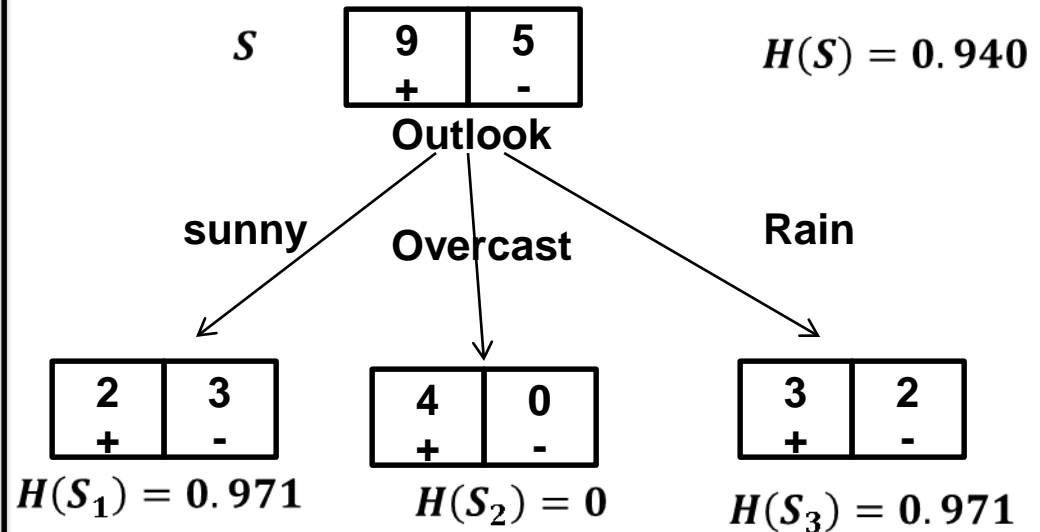 S
9 5
+ -
H(S) = 0.940
Outlook
sunny
Overcast
Rain
2 3
+ -
4 0
+ -
3 2
+ -
H(S₁) = 0.971
H(S₂) = 0
H(S₃) = 0.971